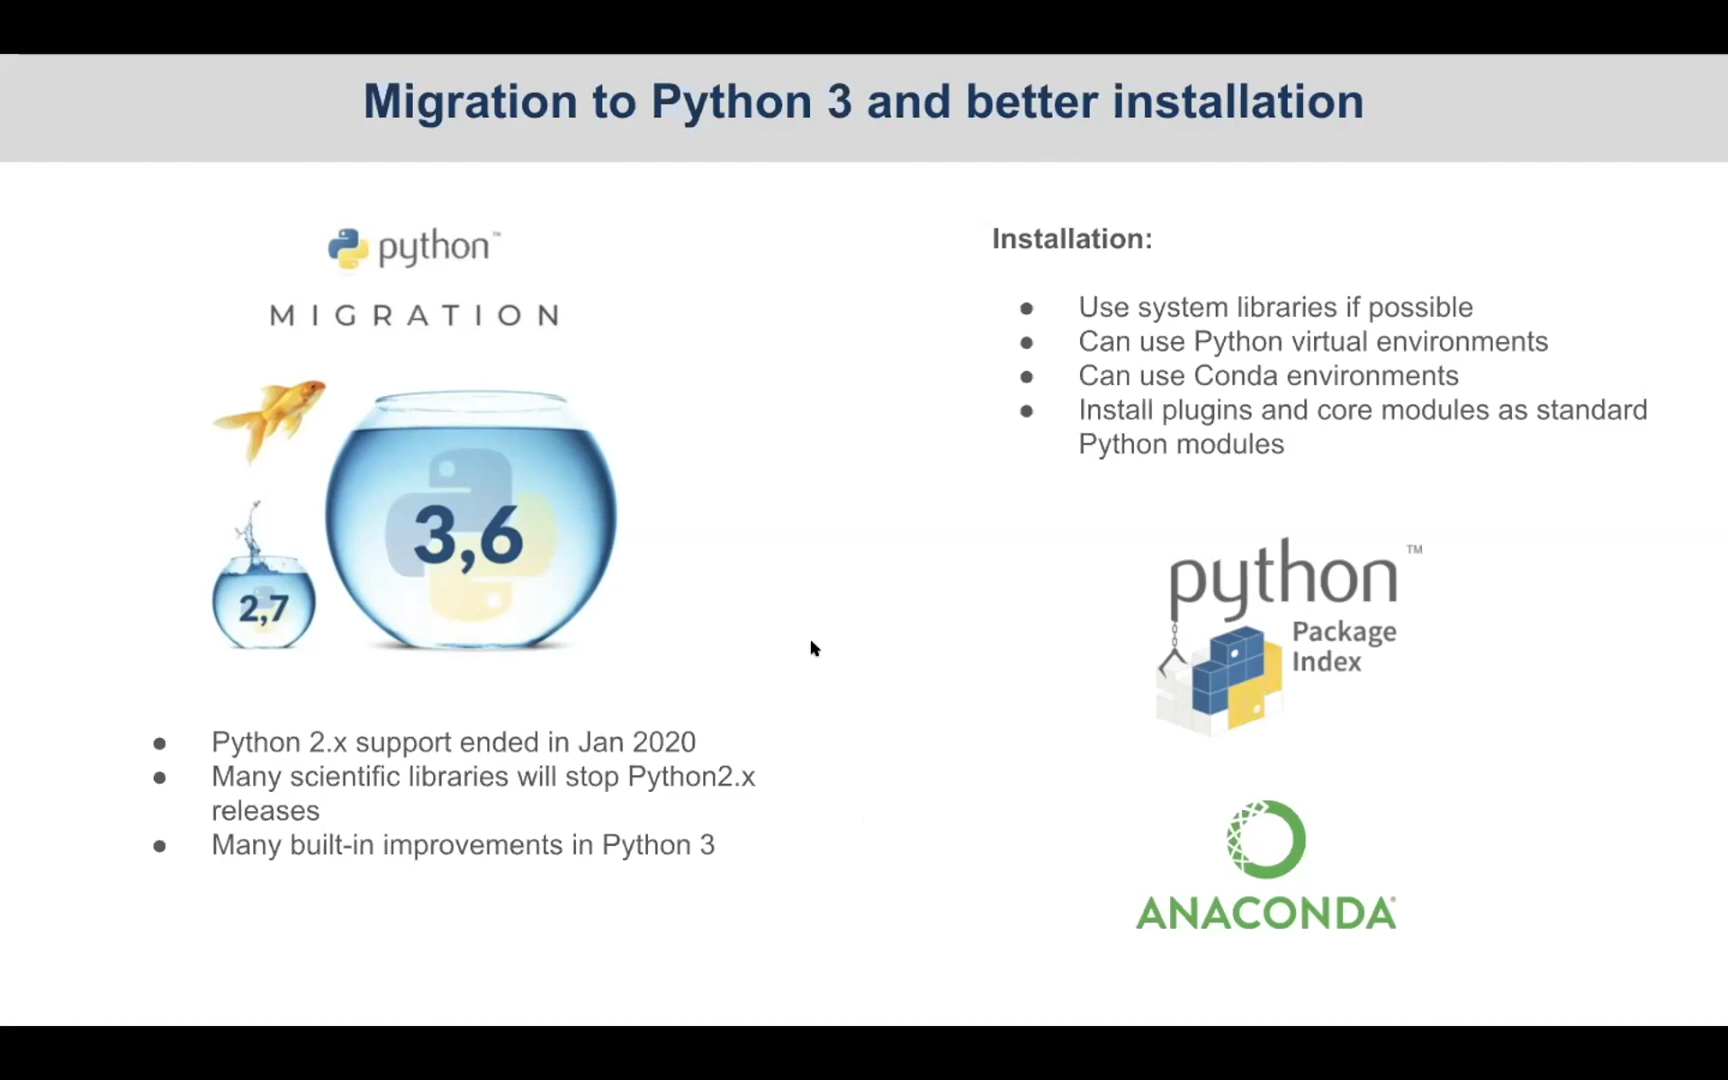 Migration to Python 3 and better installation
python™
MIGRATION
3,6
2,7
● Python 2.x support ended in Jan 2020
● Many scientific libraries will stop Python2.x
releases
● Many built-in improvements in Python 3
Installation:
● Use system libraries if possible
● Can use Python virtual environments
● Can use Conda environments
● Install plugins and core modules as standard
Python modules
python™
Package
Index
ANACONDA®